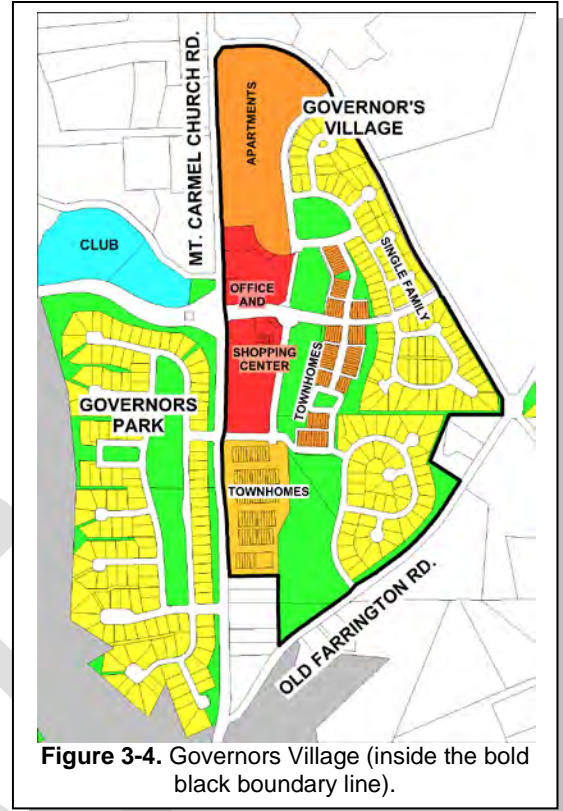 MT. CARMEL CHURCH RD.
APARTMENTS
GOVERNOR'S
VILLAGE
CLUB
SINGLE FAMILY
OFFICE
AND
SHOPPING
CENTER
TOWNHOMES
GOVERNORS
PARK
TOWNHOMES
OLD FARRINGTON RD.
Figure 3-4. Governors Village (inside the bold
black boundary line).